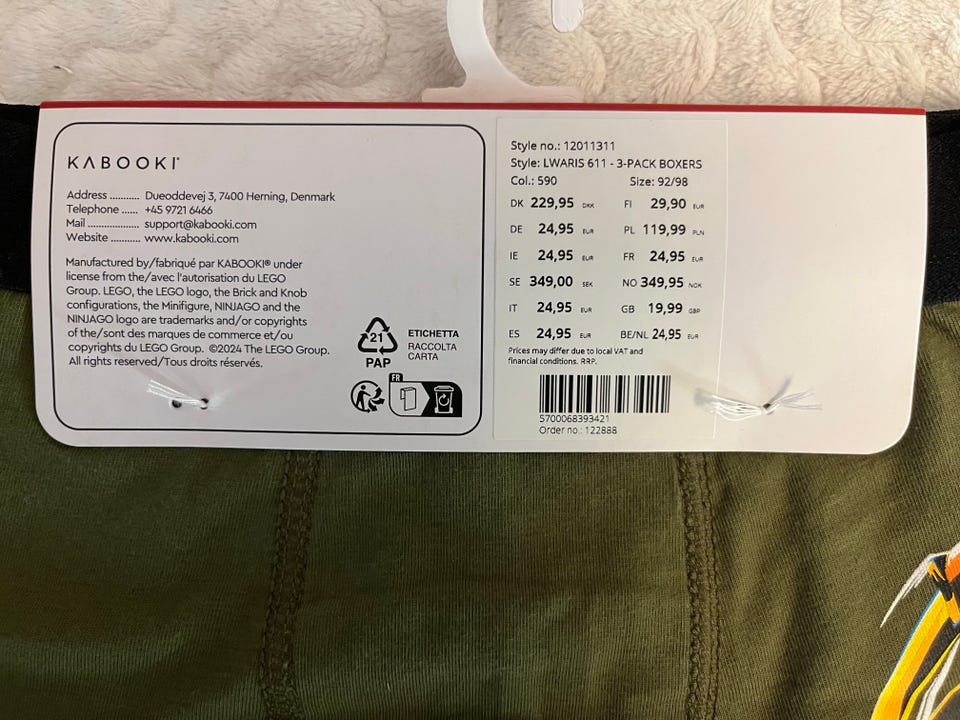 KABOOKI®
Address ........... Dueoddevej 3, 7400 Herning, Denmark
Telephone ...... +45 9721 6466
Mail ................... support@kabooki.com
Website ........... www.kabooki.com
Manufactured by/fabriqué par KABOOKI® under
license from the/avec l'autorisation du LEGO
Group. LEGO, the LEGO logo, the Brick and Knob
configurations, the Minifigure, NINJAGO and the
NINJAGO logo are trademarks and/or copyrights
of the/sont des marques de commerce et/ou
copyrights du LEGO Group. ©2024 The LEGO Group.
All rights reserved/Tous droits réservés.
21
PAP
ETICHETTA
RACCOLTA
CARTA
FR
Style no.: 12011311
Style: LWARIS 611 - 3-PACK BOXERS
Col.: 590 Size: 92/98
DK 229,95 DKK FI 29,90 EUR
DE 24,95 EUR PL 119,99 PLN
IE 24,95 EUR FR 24,95 EUR
SE 349,00 SEK NO 349,95 NOK
IT 24,95 EUR GB 19,99 GBP
ES 24,95 EUR BE/NL 24,95 EUR
Prices may differ due to local VAT and
financial conditions. RRP.
5700068393421
Order no.: 122888